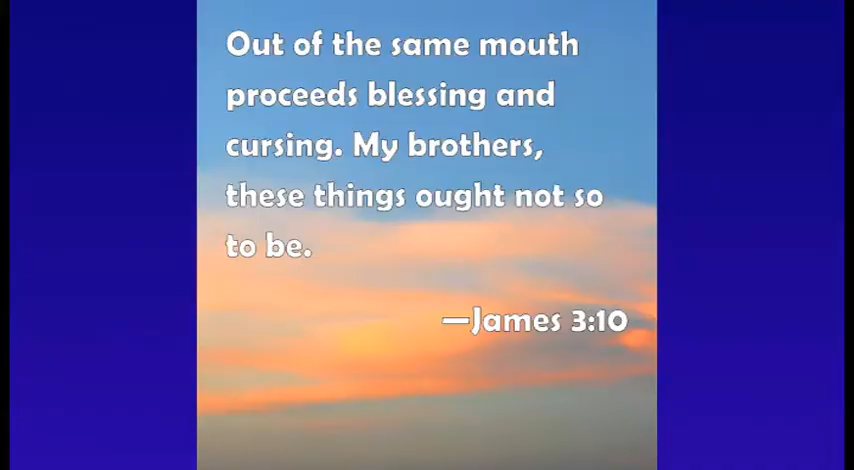 Out of the same mouth
proceeds blessing and
cursing. My brothers,
these things ought not so
to be.
—James 3:10